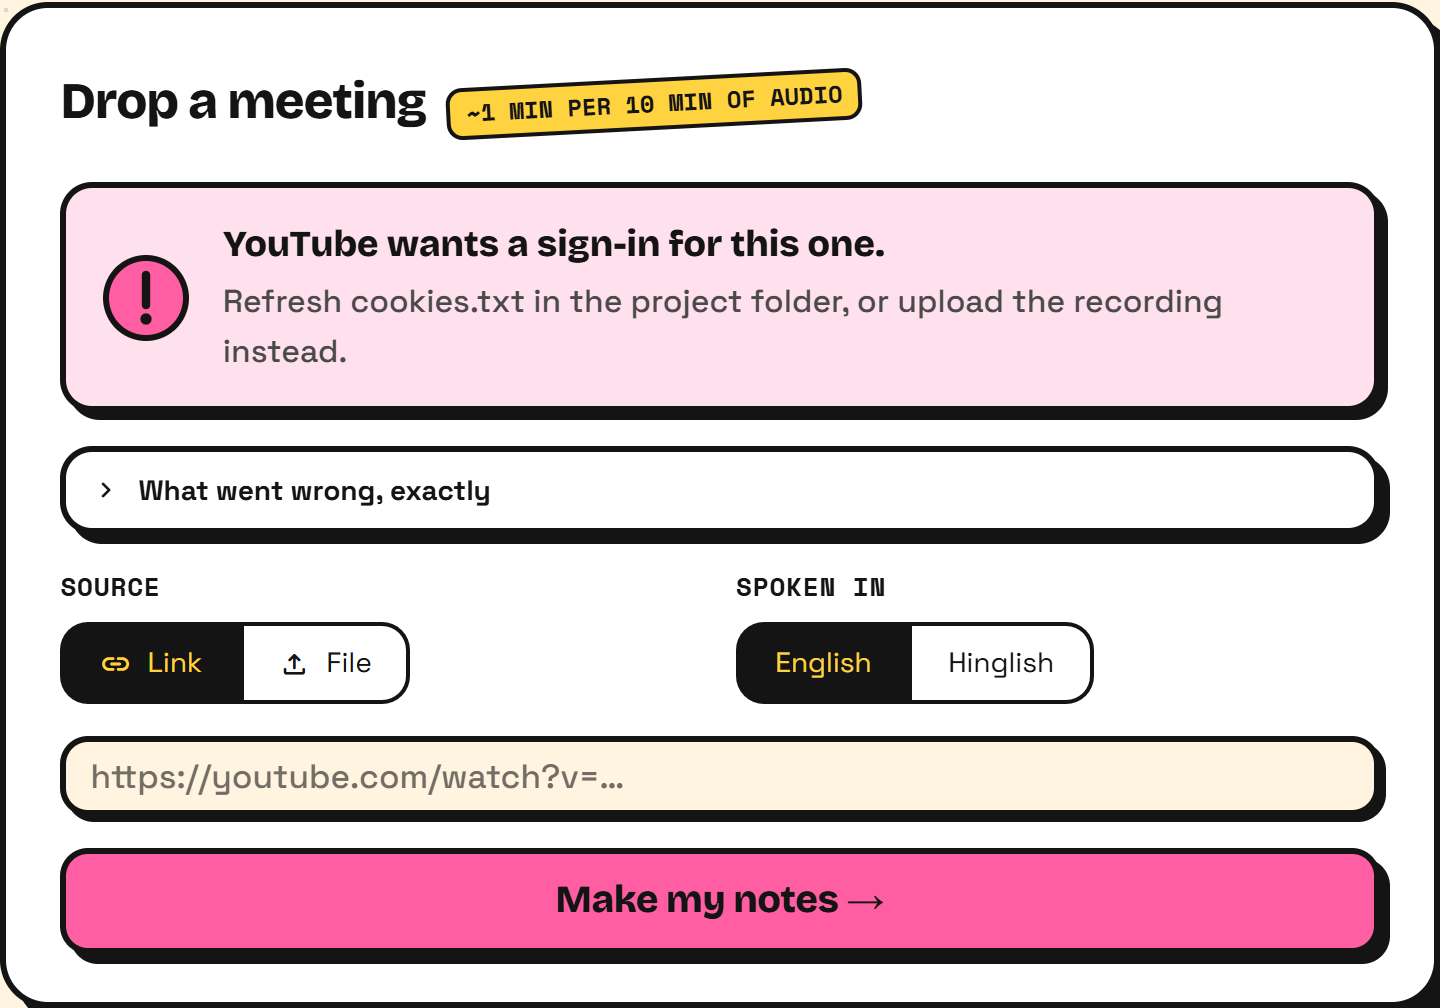 Drop a meeting
~1 MIN PER 10 MIN OF AUDIO
YouTube wants a sign-in for this one.
Refresh cookies.txt in the project folder, or upload the recording
instead.
What went wrong, exactly
SOURCE
SPOKEN IN
Link
File
English
Hinglish
https://youtube.com/watch?v=…
Make my notes →